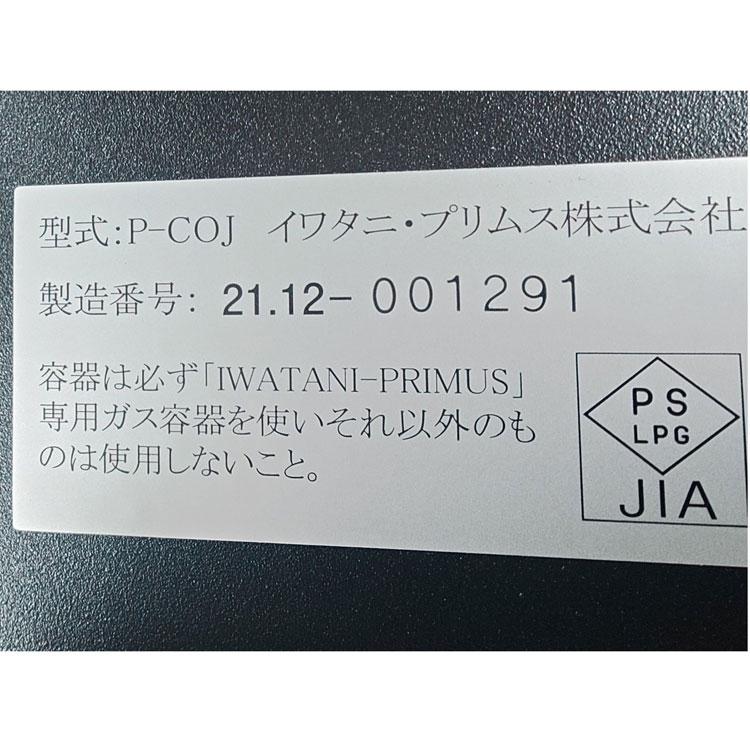 型式：P-COJ　イワタニ・プリムス株式会社
製造番号：21.12-001291
容器は必ず「IWATANI-PRIMUS」
専用ガス容器を使いそれ以外のも
のは使用しないこと。
PS
LPG
JIA